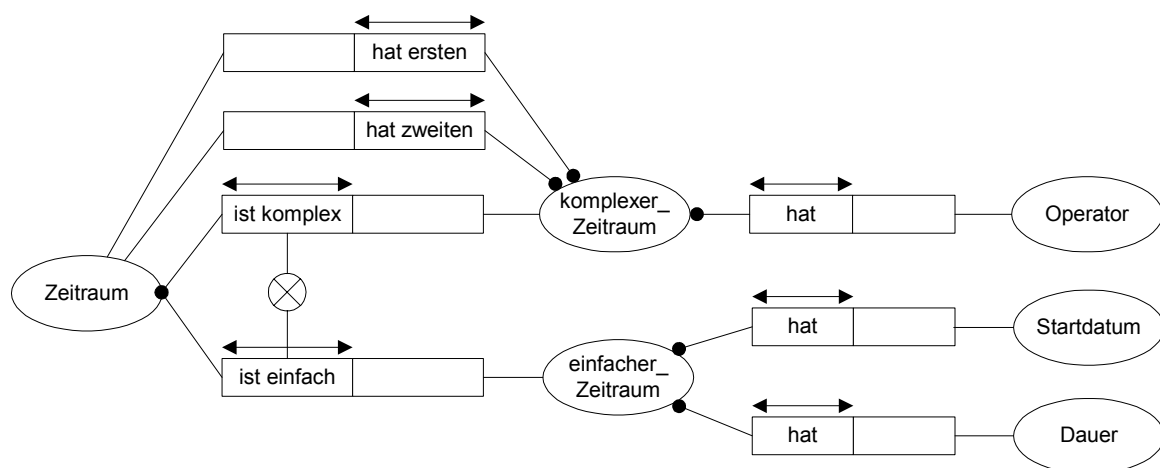 hat ersten
hat zweiten
ist komplex
komplexer_
Zeitraum
hat
Operator
Zeitraum
hat
Startdatum
ist einfach
einfacher_
Zeitraum
hat
Dauer